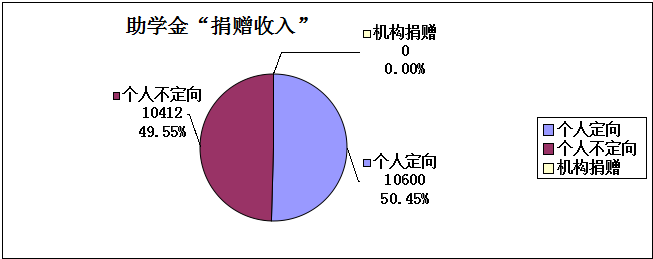 助学金“捐赠收入”
机构捐赠
0
0.00%
个人不定向
10412
49.55%
个人定向
10600
50.45%
个人定向
个人不定向
机构捐赠